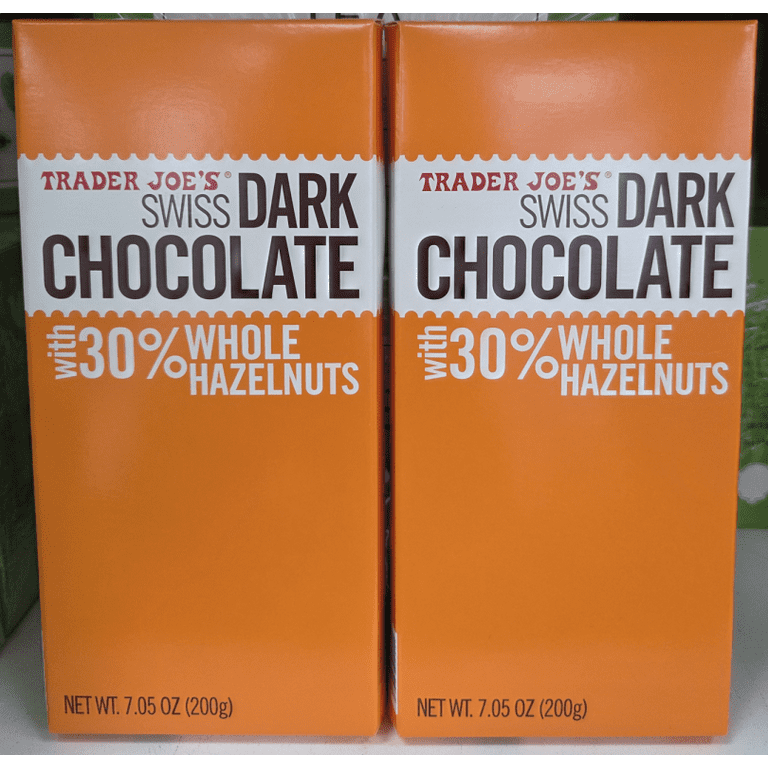 TRADER JOE'S®
SWISS DARK
CHOCOLATE
with 30% WHOLE
HAZELNUTS
NET WT. 7.05 OZ (200g)
TRADER JOE'S®
SWISS DARK
CHOCOLATE
with 30% WHOLE
HAZELNUTS
NET WT. 7.05 OZ (200g)